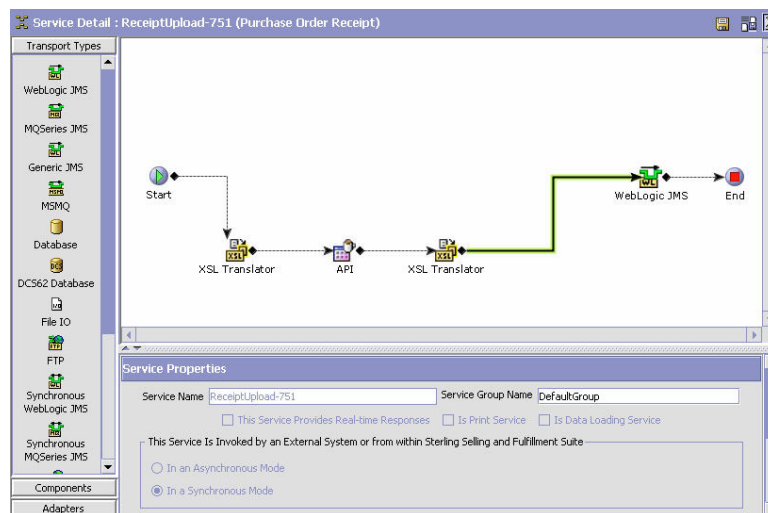 Service Detail : ReceiptUpload-751 (Purchase Order Receipt)
Transport Types
WebLogic JMS
MQSeries JMS
Generic JMS
MSMQ
Database
DCS62 Database
File IO
FTP
Synchronous
WebLogic JMS
Synchronous
MQSeries JMS
Components
Adapters
Start
XSL Translator
API
XSL Translator
WebLogic JMS
End
Service Properties
Service Name ReceiptUpload-751 Service Group Name DefaultGroup
This Service Provides Real-time Responses Is Print Service Is Data Loading Service
This Service Is Invoked by an External System or from within Sterling Selling and Fulfillment Suite
In an Asynchronous Mode
In a Synchronous Mode